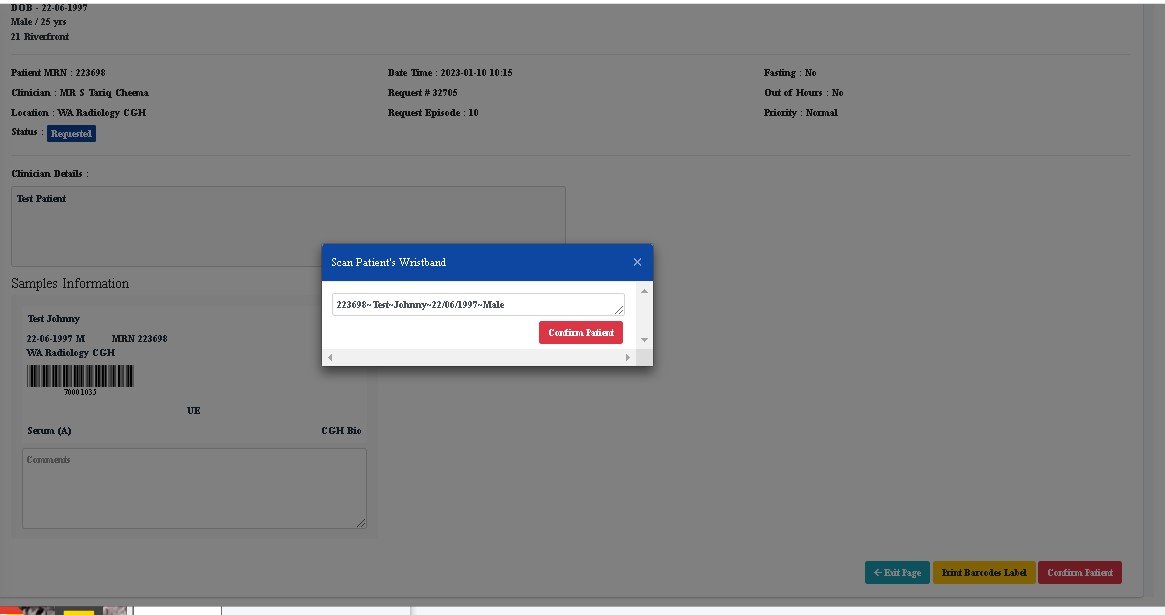 DOB - 22-06-1997
Male / 25 yrs
21 Riverfront
Patient MRN : 223698
Date Time : 2023-01-10 10:15
Fasting : No
Clinician : MR S Tariq Cheema
Request # 32705
Out of Hours : No
Location : WA Radiology CGH
Request Episode : 10
Priority : Normal
Status : Requested
Clinician Details :
Test Patient
Scan Patient's Wristband
×
223698~Test~Johnny~22/06/1997~Male
Confirm Patient
Samples Information
Test Johnny
22-06-1997 M MRN 223698
WA Radiology CGH
70001035
UE
Serum (A) CGH Bio
Comments
← Exit Page
Print Barcodes Label
Confirm Patient